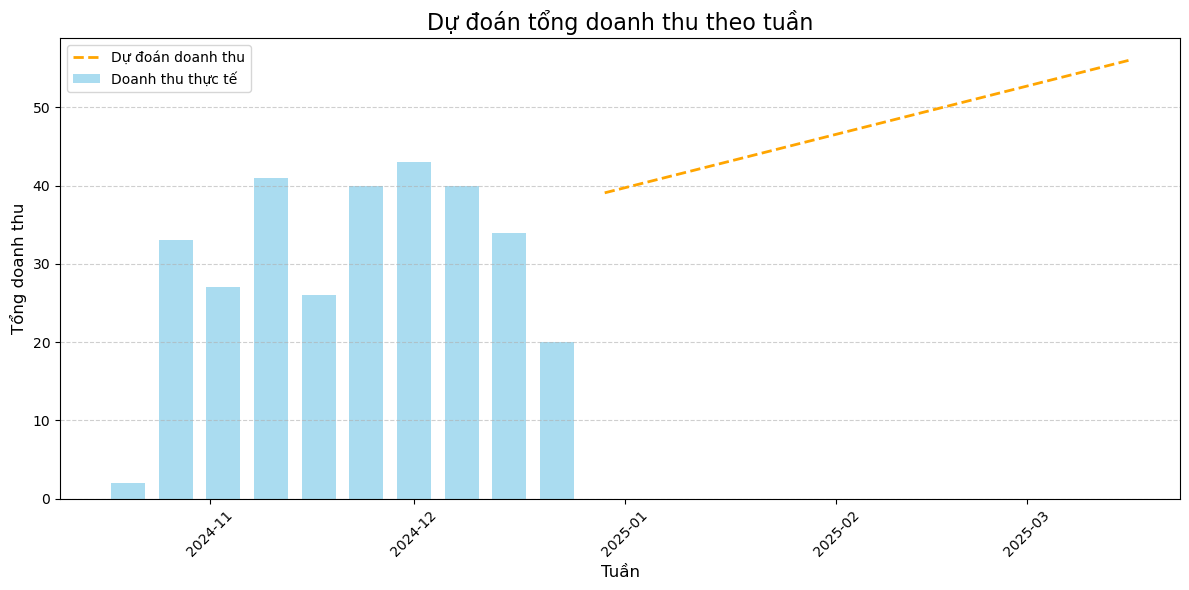 Dự đoán tổng doanh thu theo tuần
Dự đoán doanh thu
Doanh thu thực tế
Tổng doanh thu
50
40
30
20
10
0
2024-11
2024-12
2025-01
2025-02
2025-03
Tuần